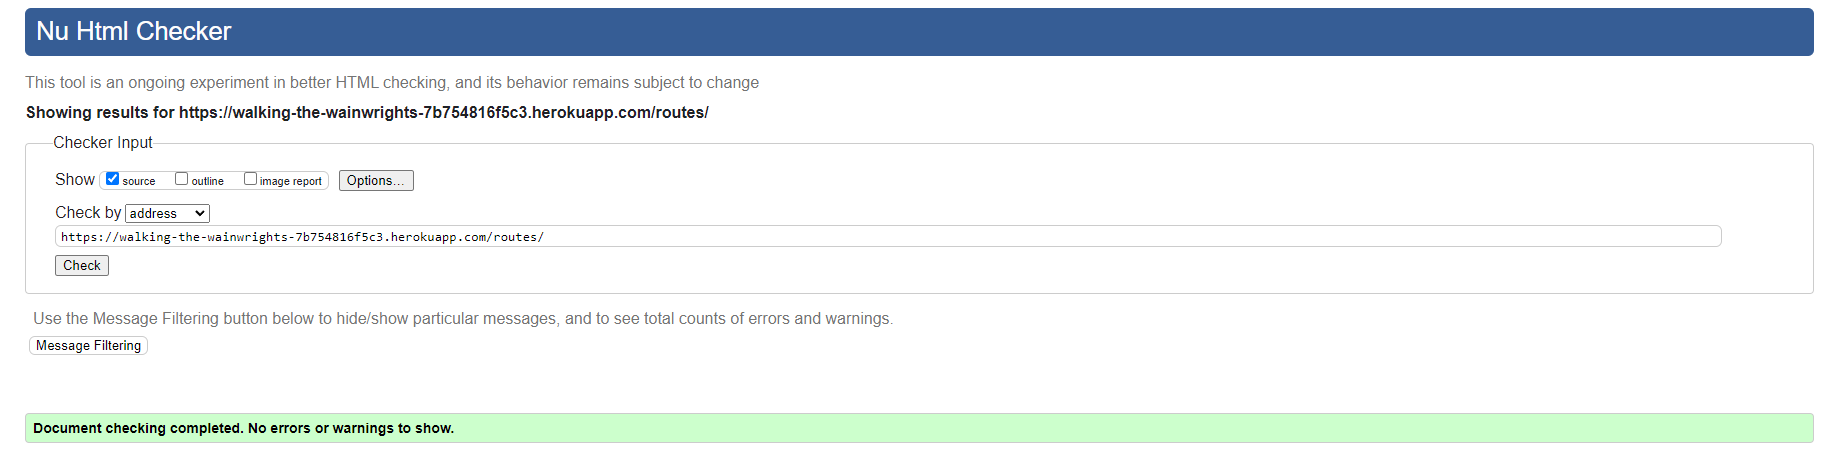 Nu Html Checker
This tool is an ongoing experiment in better HTML checking, and its behavior remains subject to change
Showing results for https://walking-the-wainwrights-7b754816f5c3.herokuapp.com/routes/
Checker Input
Show source outline image report Options...
Check by address
https://walking-the-wainwrights-7b754816f5c3.herokuapp.com/routes/
Check
Use the Message Filtering button below to hide/show particular messages, and to see total counts of errors and warnings.
Message Filtering
Document checking completed. No errors or warnings to show.